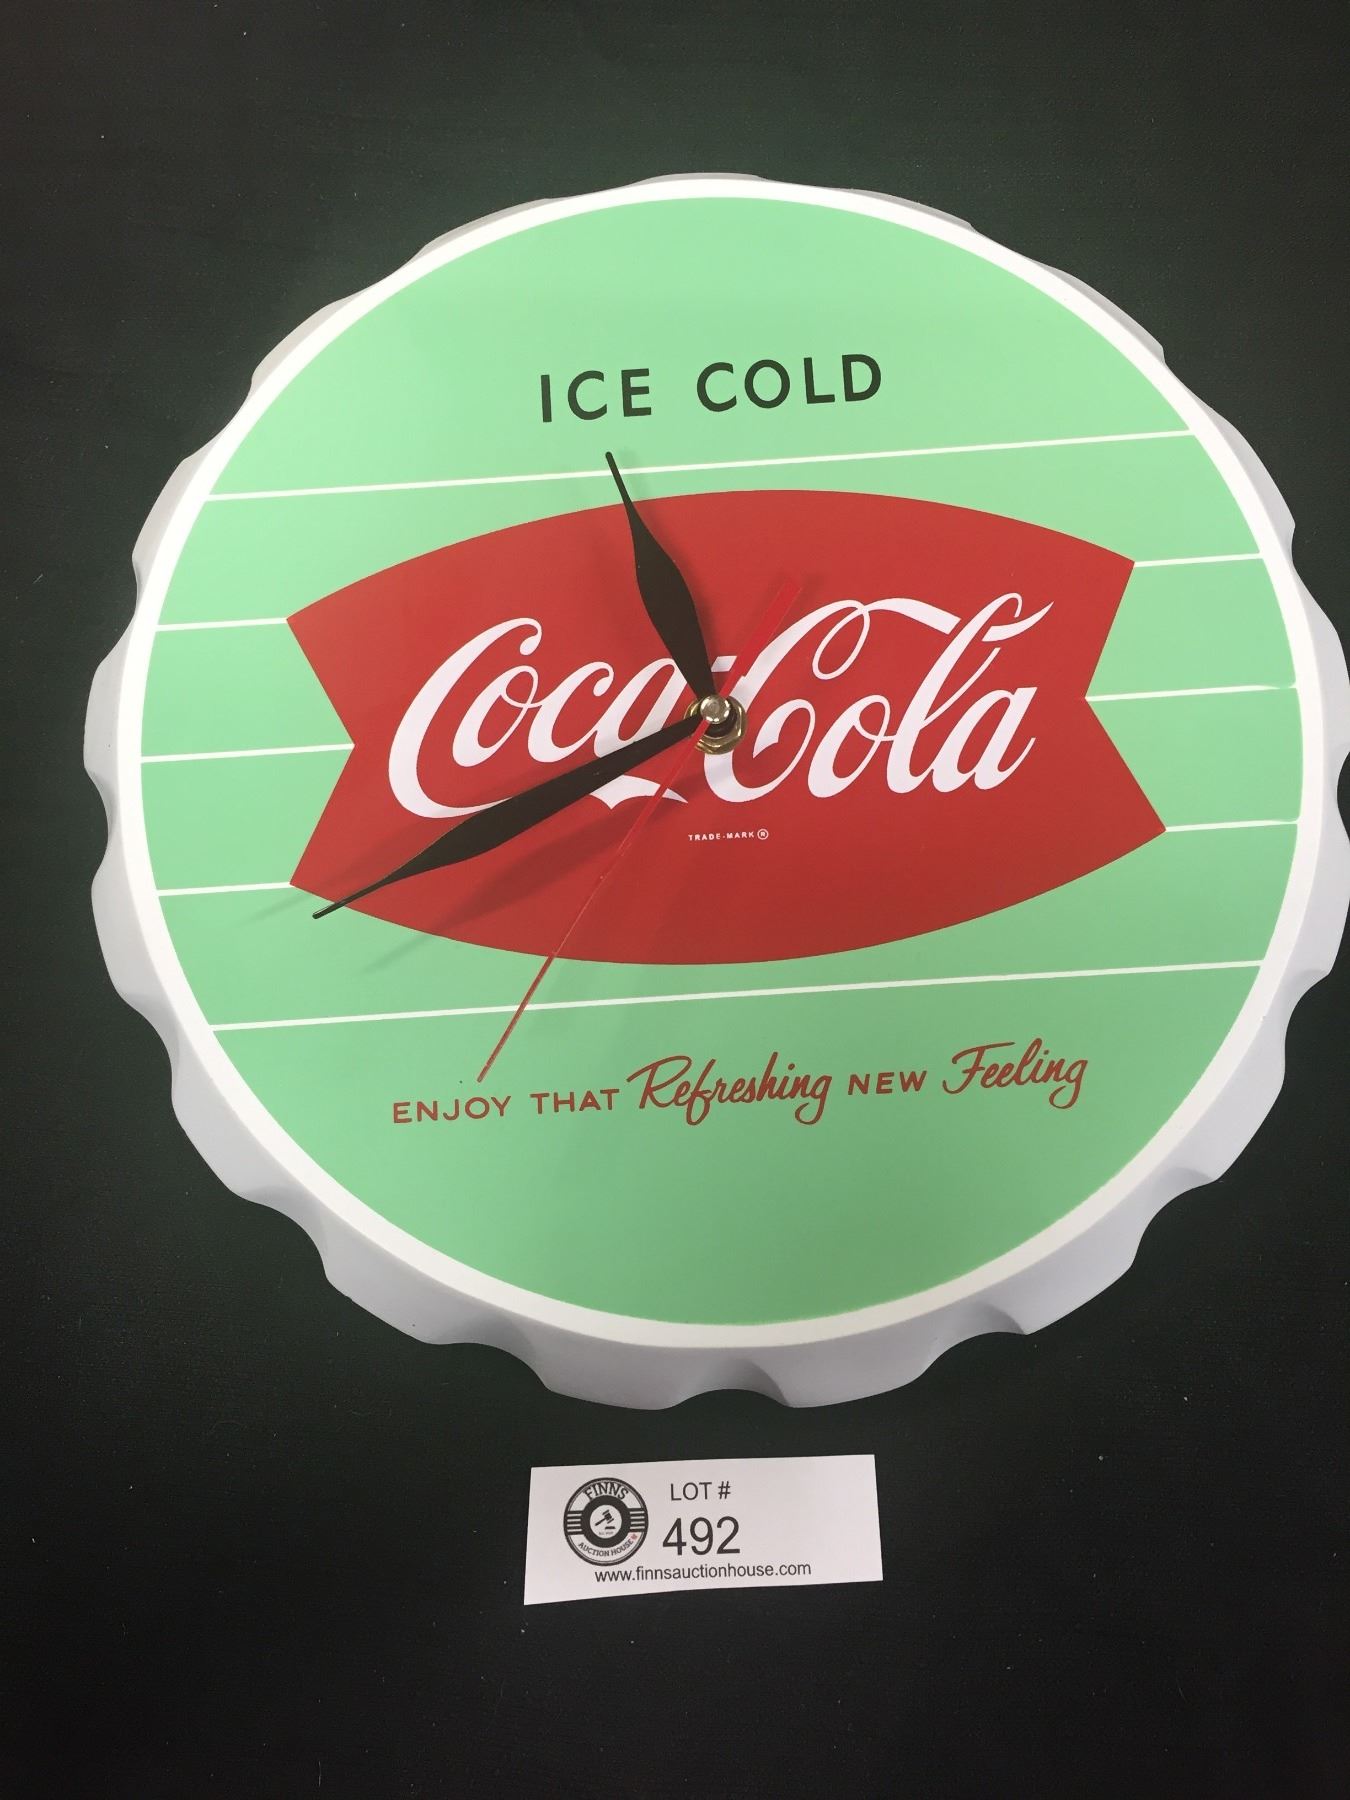 ICE COLD
Coca-Cola
TRADE-MARK ®
ENJOY THAT Refreshing NEW Feeling
FINNS
AUCTION HOUSE
LOT #
492
www.finnsauctionhouse.com